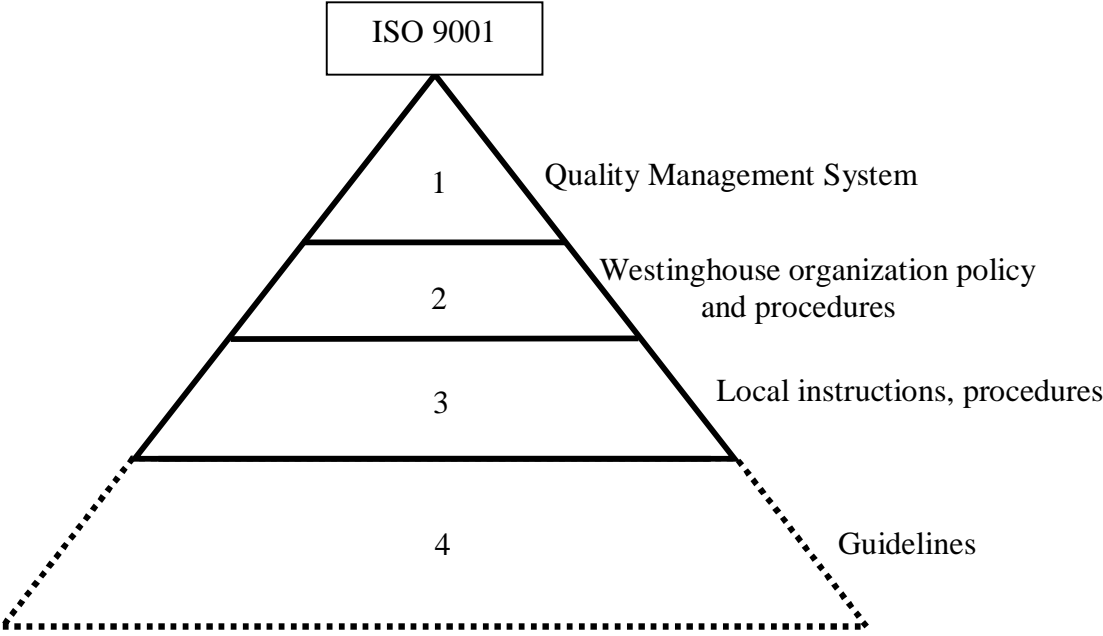 ISO 9001
1
Quality Management System
2
Westinghouse organization policy
and procedures
3
Local instructions, procedures
4
Guidelines